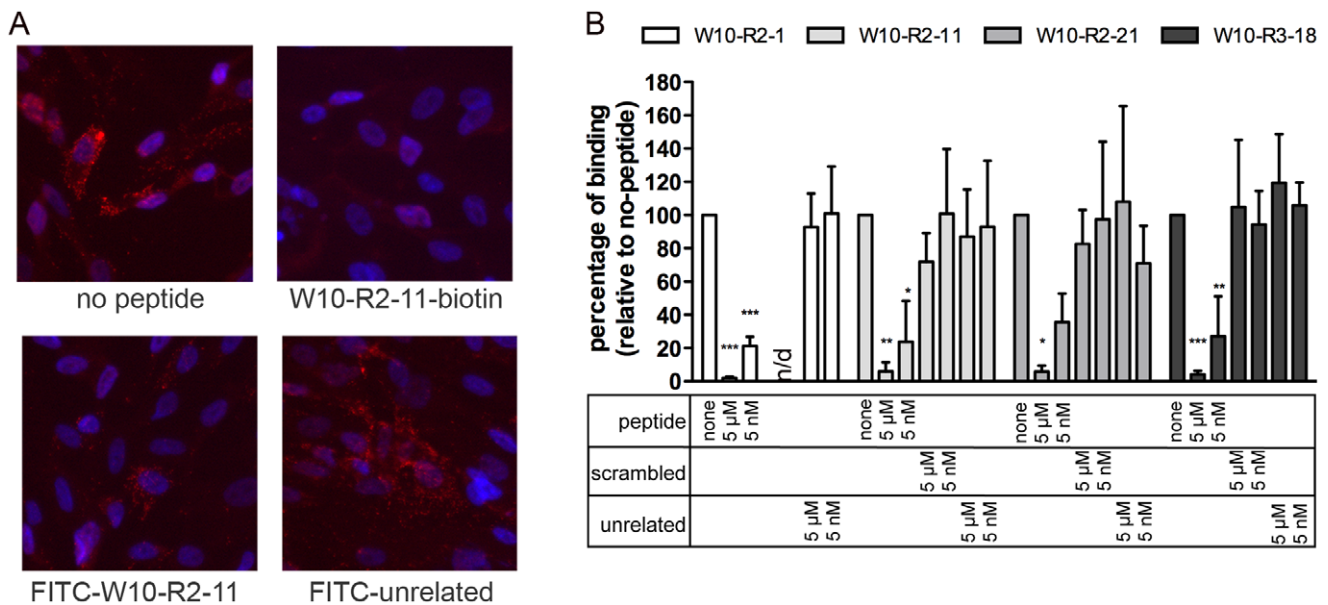 A
no peptide
W10-R2-11-biotin
FITC-W10-R2-11
FITC-unrelated
B
W10-R2-1 W10-R2-11 W10-R2-21 W10-R3-18
percentage of binding
(relative to no-peptide)
180
160
140
120
100
80
60
40
20
0
*** *** n/d ** * * *** **
peptide none 5 µM 5 nM none 5 µM 5 nM none 5 µM 5 nM none 5 µM 5 nM
scrambled 5 µM 5 nM 5 µM 5 nM 5 µM 5 nM
unrelated 5 µM 5 nM 5 µM 5 nM 5 µM 5 nM 5 µM 5 nM